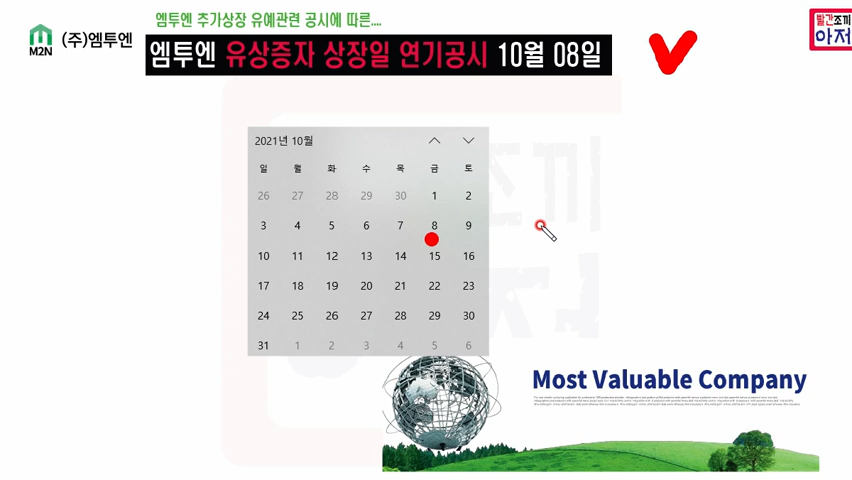 엠투엔 추가상장 유예관련 공시에 따른....
M2N
(주)엠투엔
엠투엔 유상증자 상장일 연기공시 10월 08일
빨간조끼
아저
2021년 10월
일 월 화 수 목 금 토
26 27 28 29 30 1 2
3 4 5 6 7 8 9
10 11 12 13 14 15 16
17 18 19 20 21 22 23
24 25 26 27 28 29 30
31 1 2 3 4 5 6
Most Valuable Company